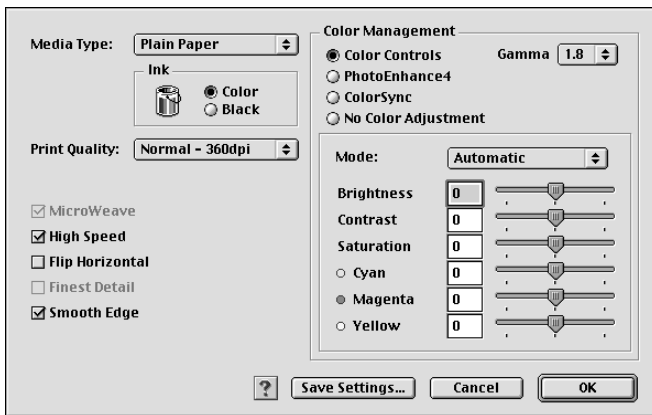 Media Type: Plain Paper
Ink
Color
Black
Print Quality: Normal - 360dpi
MicroWeave
High Speed
Flip Horizontal
Finest Detail
Smooth Edge
Color Management
Color Controls
Gamma 1.8
PhotoEnhance4
ColorSync
No Color Adjustment
Mode: Automatic
Brightness 0
Contrast 0
Saturation 0
Cyan 0
Magenta 0
Yellow 0
? Save Settings... Cancel OK